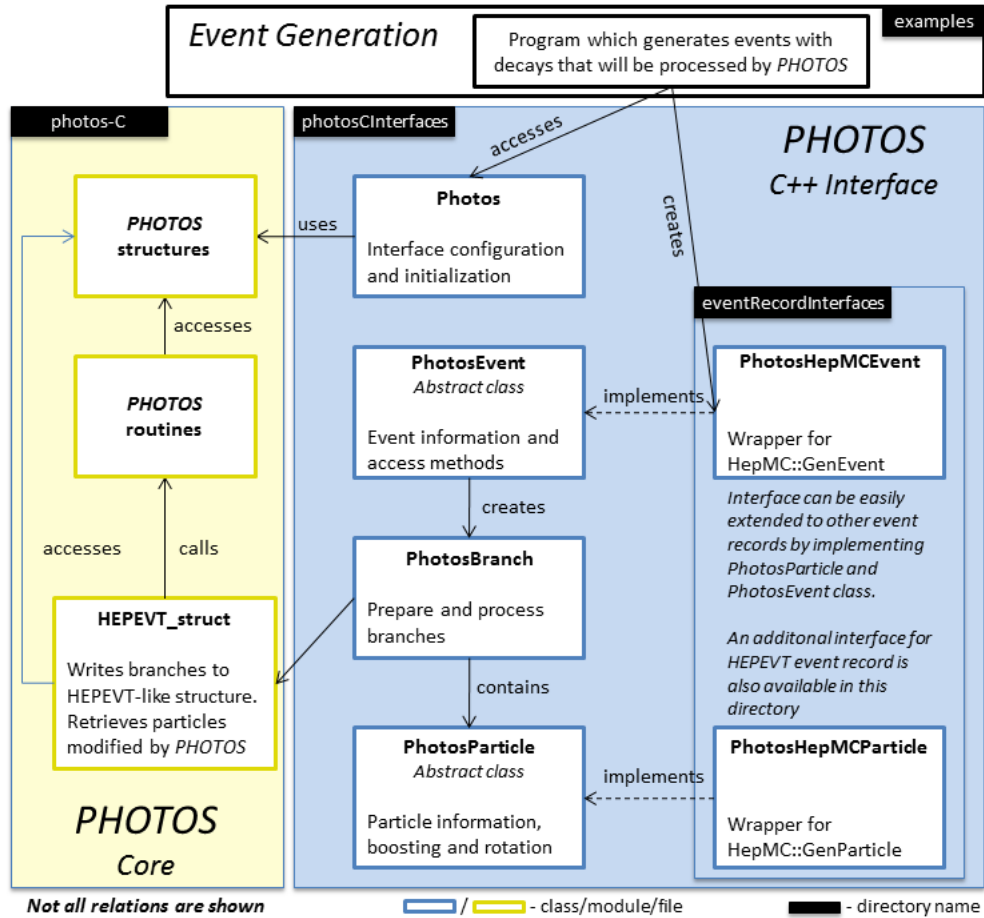 examples
Event Generation
Program which generates events with
decays that will be processed by PHOTOS
photos-C
photosCInterfaces
PHOTOS
C++ Interface
accesses
creates
PHOTOS
structures
uses
Photos
Interface configuration
and initialization
accesses
eventRecordInterfaces
PHOTOS
routines
PhotosEvent
Abstract class
Event information and
access methods
implements
PhotosHepMCEvent
Wrapper for
HepMC::GenEvent
Interface can be easily
extended to other event
records by implementing
PhotosParticle and
PhotosEvent class.
An additonal interface for
HEPEVT event record is
also available in this
directory
creates
accesses
calls
PhotosBranch
Prepare and process
branches
HEPEVT_struct
Writes branches to
HEPEVT-like structure.
Retrieves particles
modified by PHOTOS
contains
PhotosParticle
Abstract class
Particle information,
boosting and rotation
implements
PhotosHepMCParticle
Wrapper for
HepMC::GenParticle
PHOTOS
Core
Not all relations are shown
/ - class/module/file
- directory name